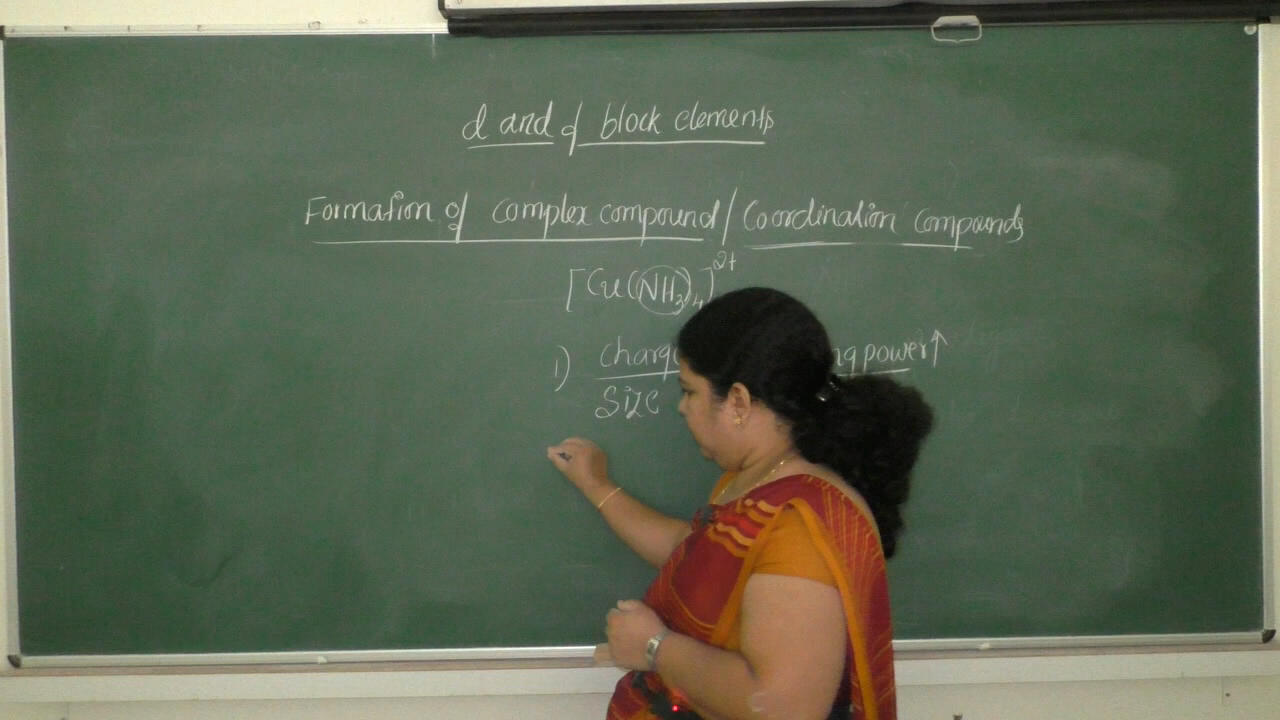 d and f block elements
Formation of complex compound / Coordination compounds
[Cu(NH₃)₄]²⁺
1) power↑
Size